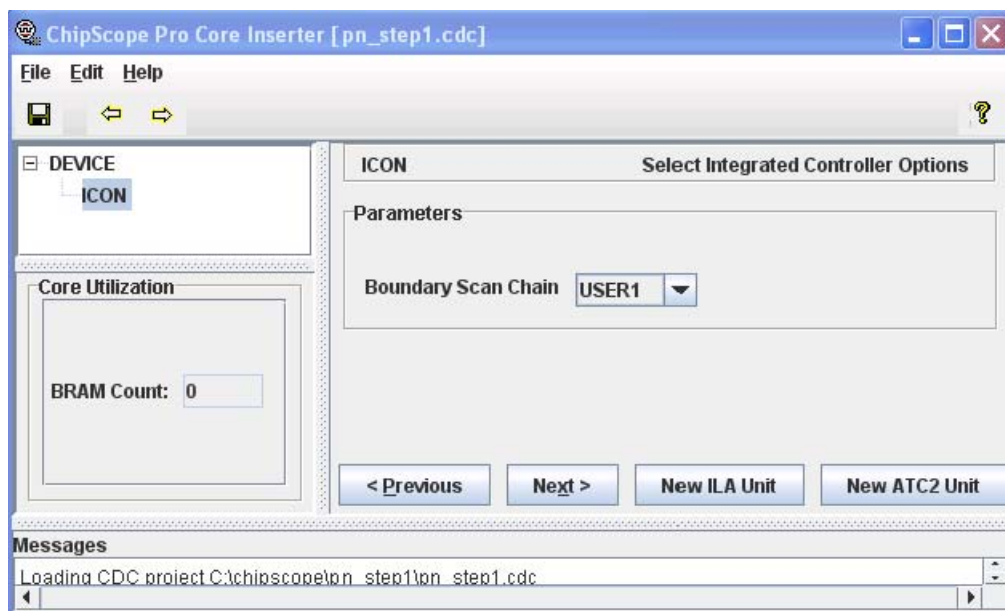 ChipScope Pro Core Inserter [pn_step1.cdc]
File Edit Help
DEVICE
ICON
ICON Select Integrated Controller Options
Parameters
Boundary Scan Chain USER1
Core Utilization
BRAM Count: 0
< Previous Next > New ILA Unit New ATC2 Unit
Messages
Loading CDC project C:\chipscope\pn_step1\pn_step1.cdc